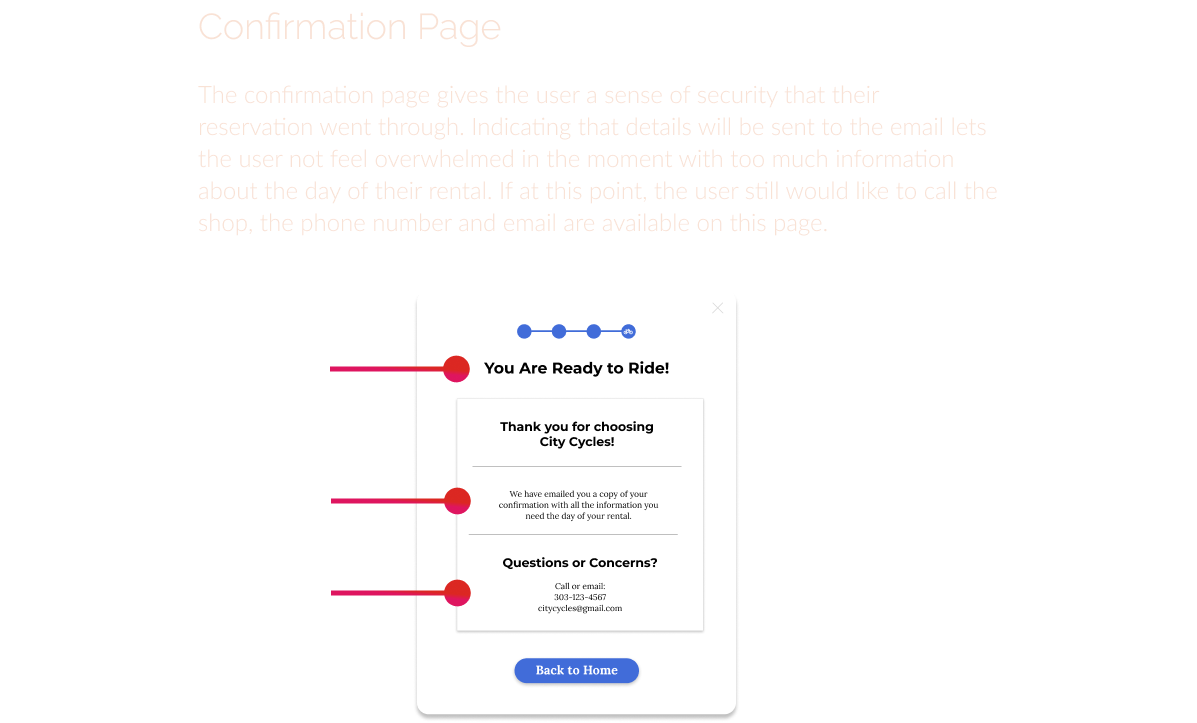 Confirmation Page
The confirmation page gives the user a sense of security that their
reservation went through. Indicating that details will be sent to the email lets
the user not feel overwhelmed in the moment with too much information
about the day of their rental. If at this point, the user still would like to call the
shop, the phone number and email are available on this page.
You Are Ready to Ride!
Thank you for choosing
City Cycles!
We have emailed you a copy of your
confirmation with all the information you
need the day of your rental.
Questions or Concerns?
Call or email:
303-123-4567
citycycles@gmail.com
Back to Home